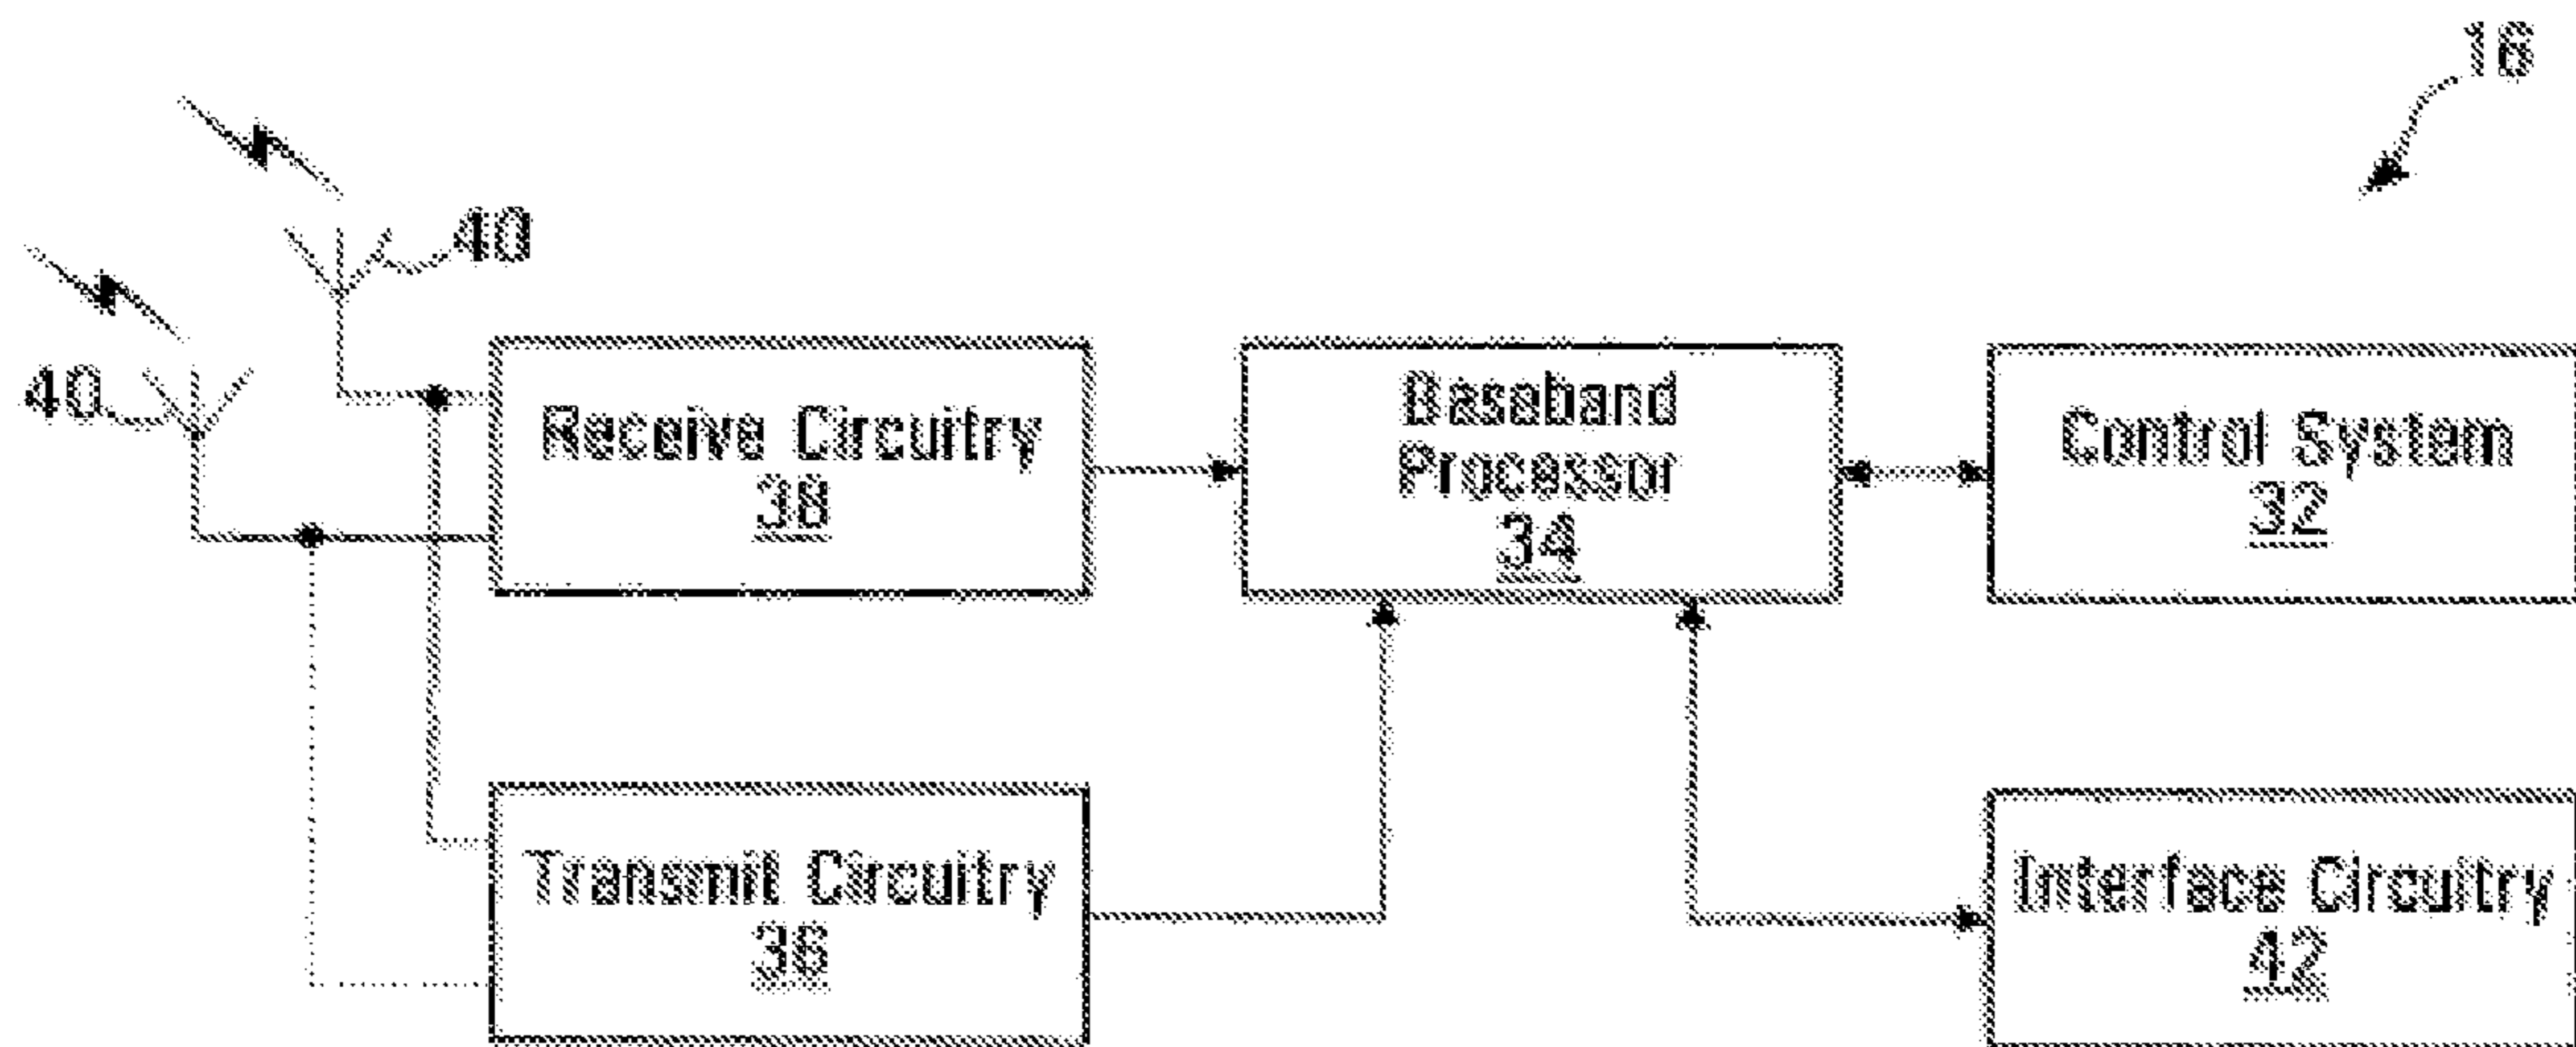 16
40
40
Receive Circuitry
38
Baseband
Processor
34
Control System
32
Transmit Circuitry
36
Interface Circuitry
42